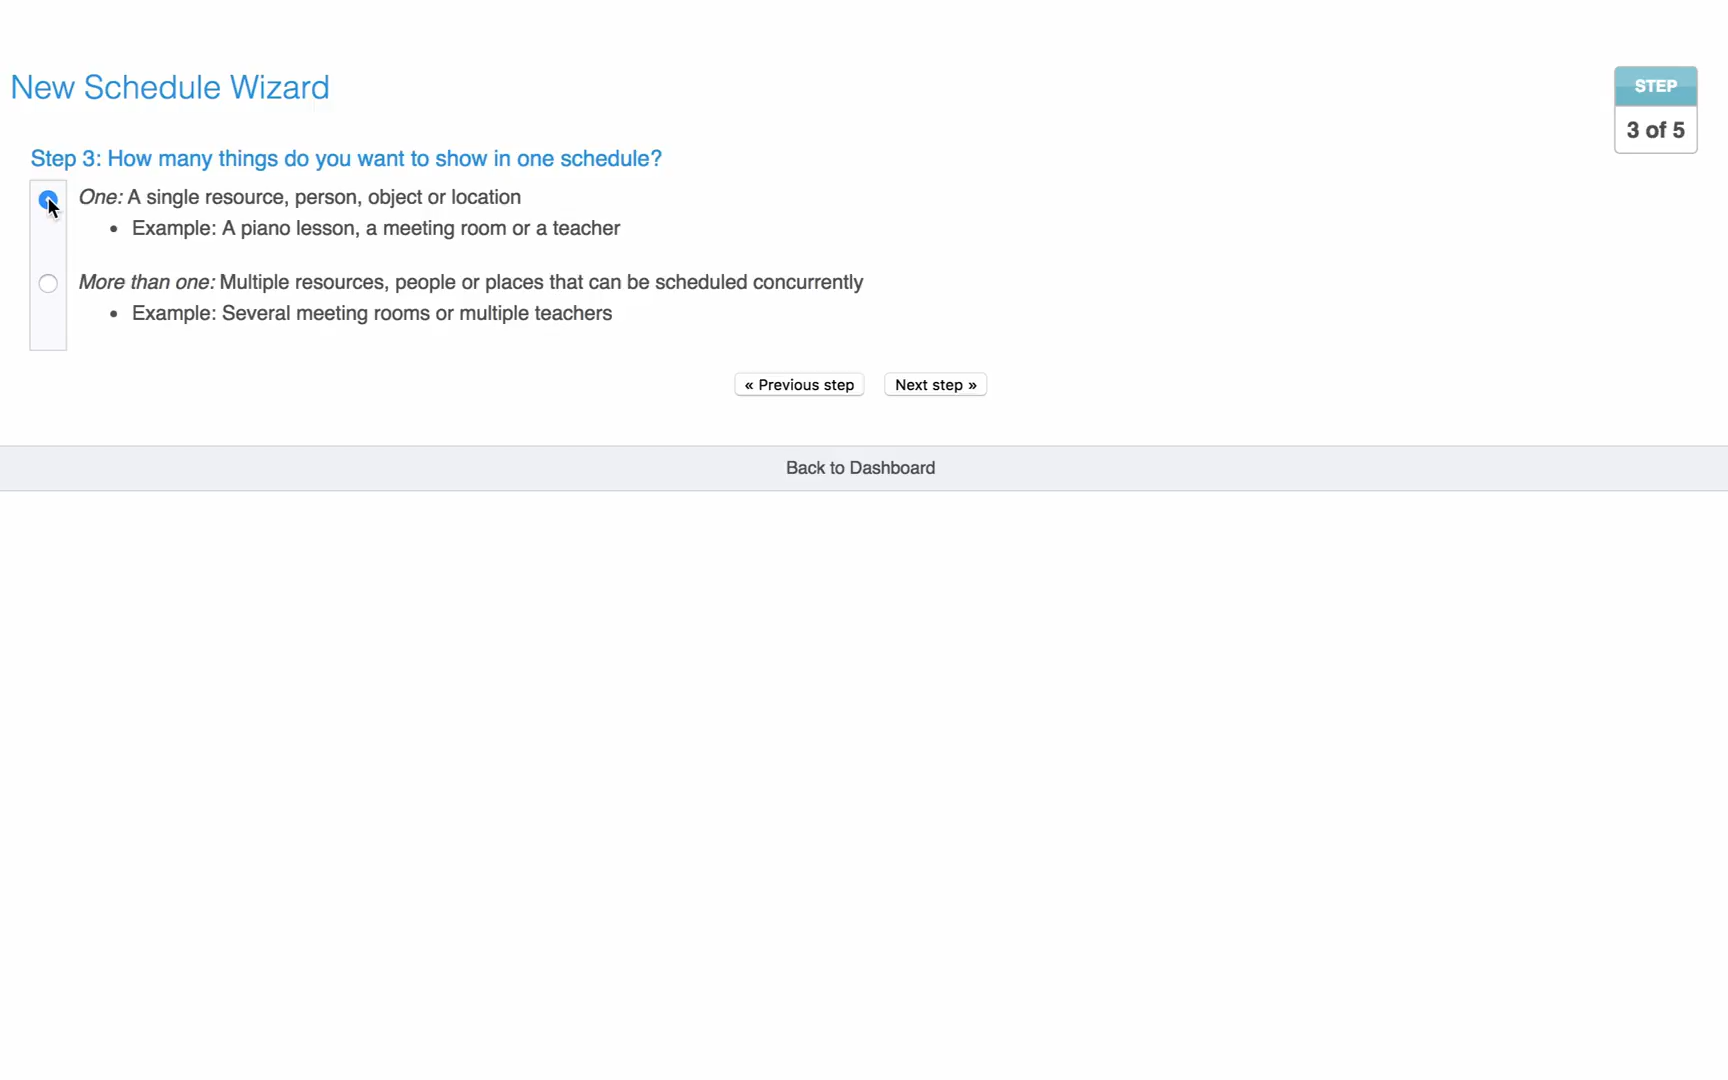 New Schedule Wizard
STEP
3 of 5
Step 3: How many things do you want to show in one schedule?
One: A single resource, person, object or location
• Example: A piano lesson, a meeting room or a teacher
More than one: Multiple resources, people or places that can be scheduled concurrently
• Example: Several meeting rooms or multiple teachers
« Previous step
Next step »
Back to Dashboard